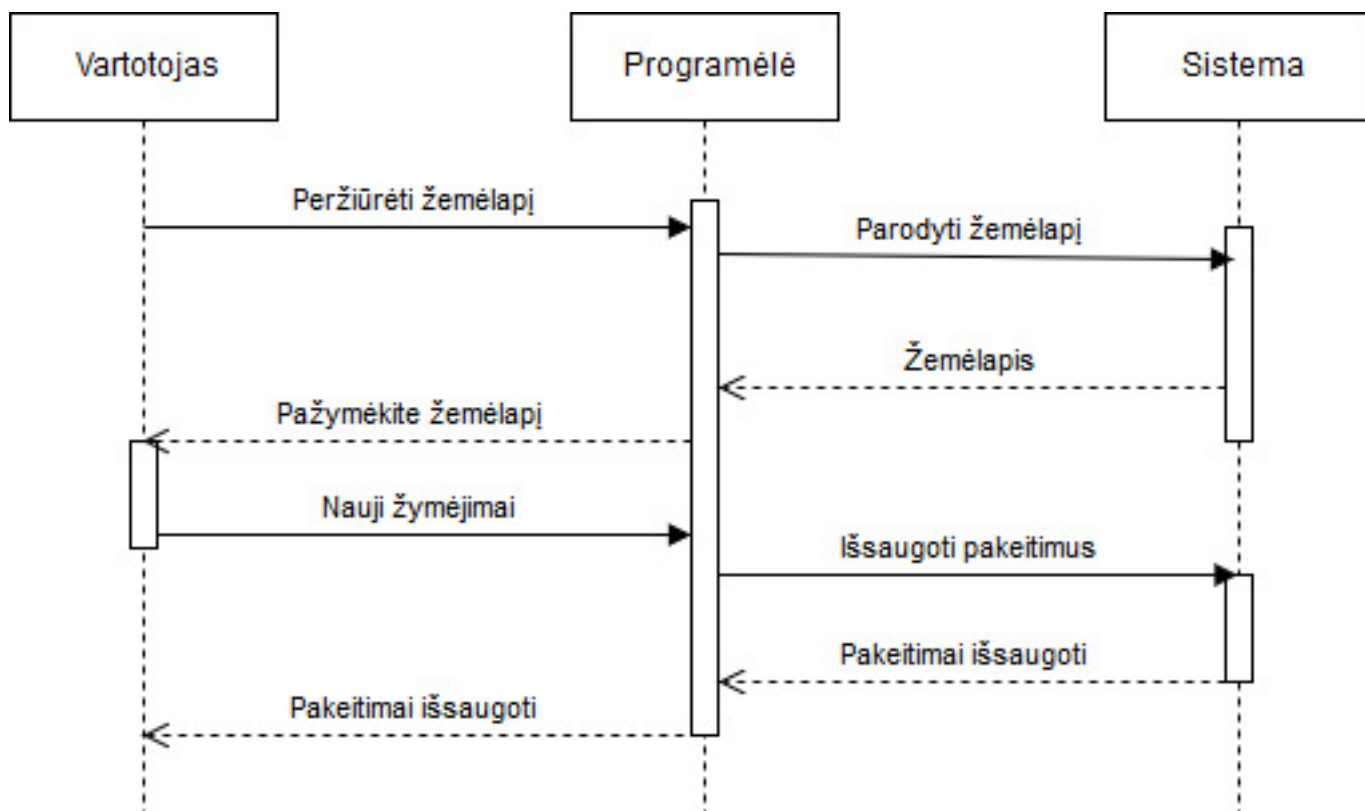 Vartotojas
Programėlė
Sistema
Peržiūrėti žemėlapį
Parodyti žemėlapį
Žemėlapis
Pažymėkite žemėlapį
Nauji žymėjimai
Išsaugoti pakeitimus
Pakeitimai išsaugoti
Pakeitimai išsaugoti